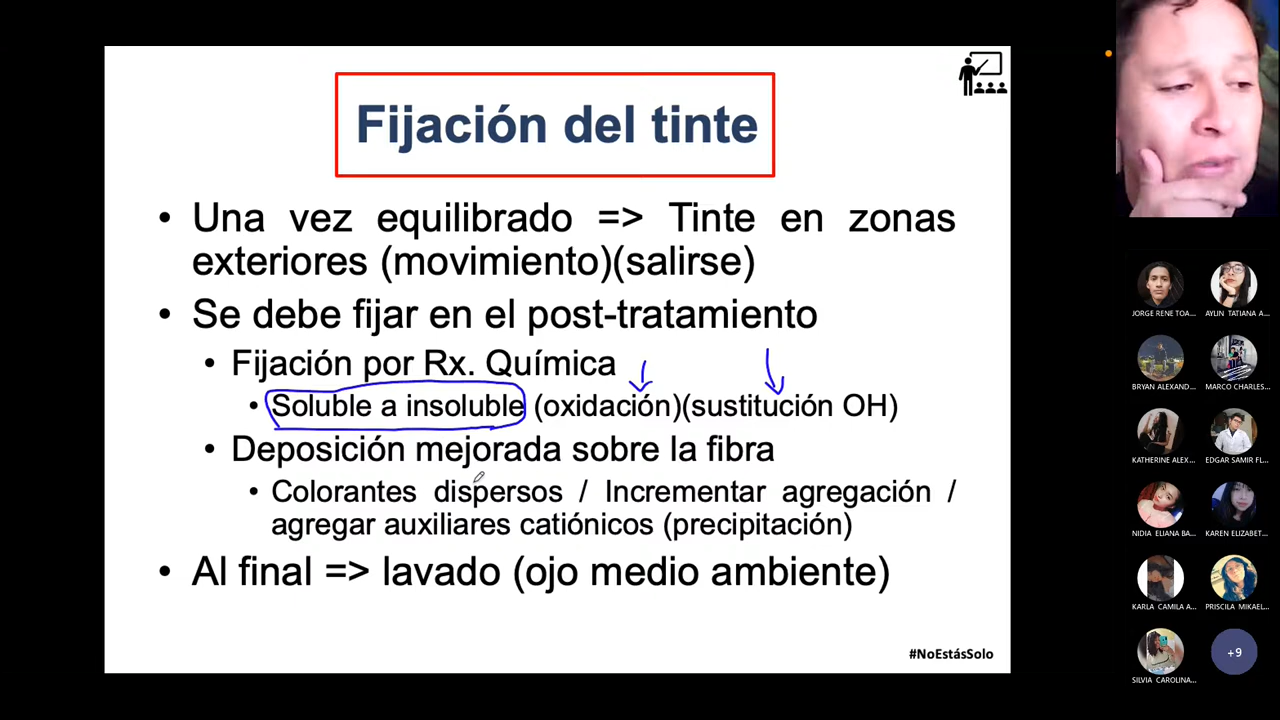 Fijación del tinte
• Una vez equilibrado => Tinte en zonas
exteriores (movimiento)(salirse)
• Se debe fijar en el post-tratamiento
• Fijación por Rx. Química
• Soluble a insoluble (oxidación)(sustitución OH)
• Deposición mejorada sobre la fibra
• Colorantes dispersos / Incrementar agregación /
agregar auxiliares catiónicos (precipitación)
• Al final => lavado (ojo medio ambiente)
#NoEstásSolo
JORGE RENE TOA...
AYLIN TATIANA A...
BRYAN ALEXAND...
MARCO CHARLES...
KATHERINE ALEX...
EDGAR SAMIR FL...
NIDIA ELIANA BA...
KAREN ELIZABET...
KARLA CAMILA A...
PRISCILA MIKAEL...
SILVIA CAROLINA...
+9